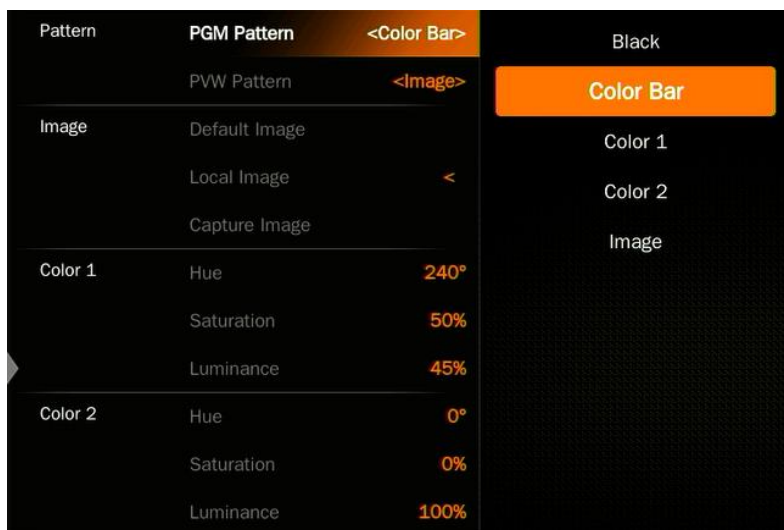 Pattern PGM Pattern <Color Bar>
PVW Pattern <Image>
Image Default Image
Local Image <
Capture Image
Color 1 Hue 240°
Saturation 50%
Luminance 45%
Color 2 Hue 0°
Saturation 0%
Luminance 100%
Black
Color Bar
Color 1
Color 2
Image